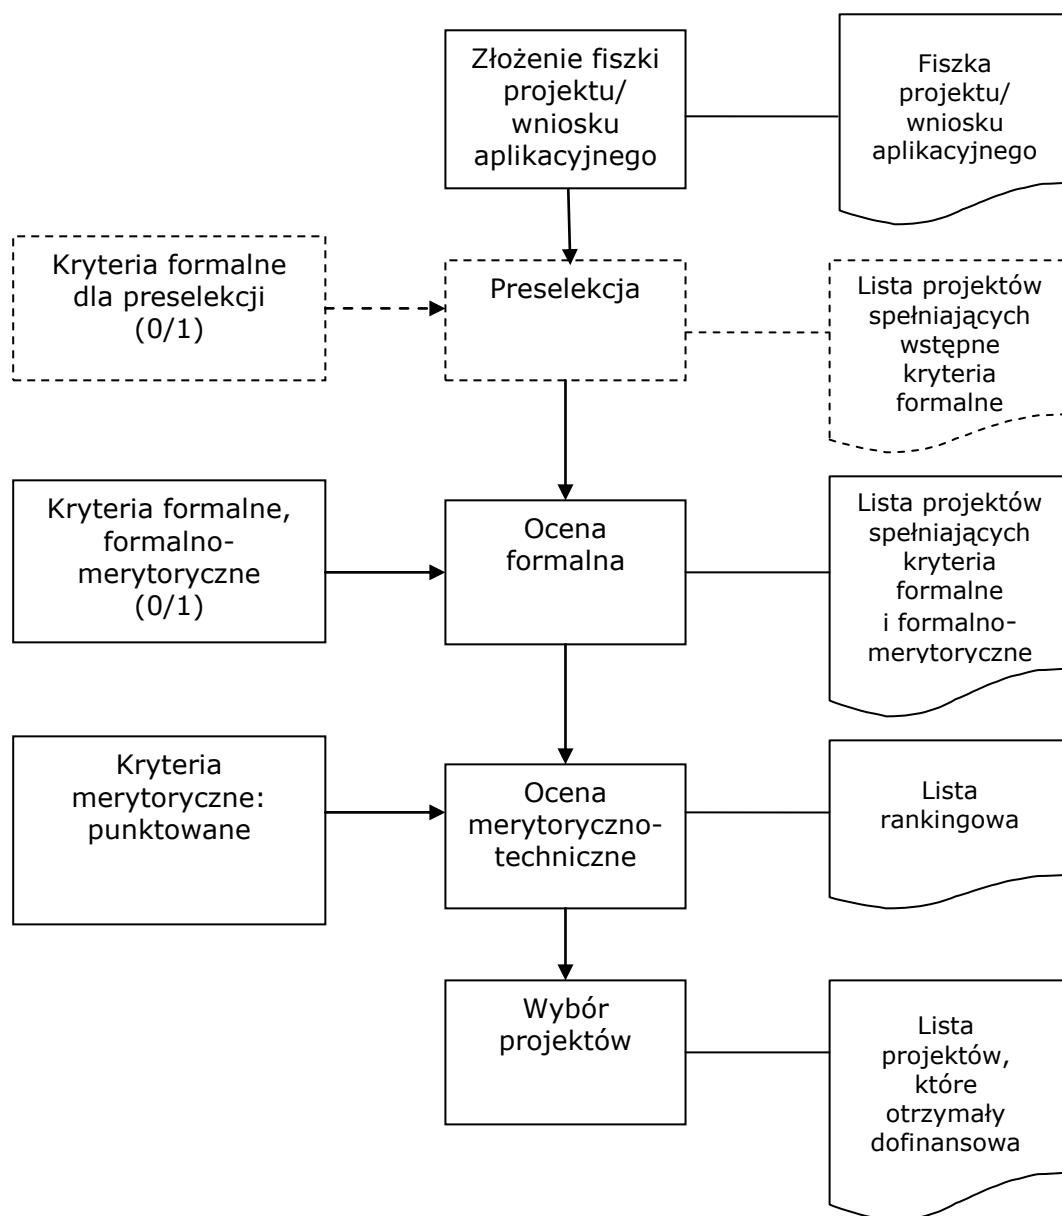 Złożenie fiszki
projektu/
wniosku
aplikacyjnego
Fiszka
projektu/
wniosku
aplikacyjnego
Kryteria formalne
dla preselekcji
(0/1)
Preselekcja
Lista projektów
spełniających
wstępne
kryteria
formalne
Kryteria formalne,
formalno-
merytoryczne
(0/1)
Ocena
formalna
Lista projektów
spełniających
kryteria
formalne
i formalno-
merytoryczne
Kryteria
merytoryczne:
punktowane
Ocena
merytoryczno-
techniczne
Lista
rankingowa
Wybór
projektów
Lista
projektów,
które
otrzymały
dofinansowa